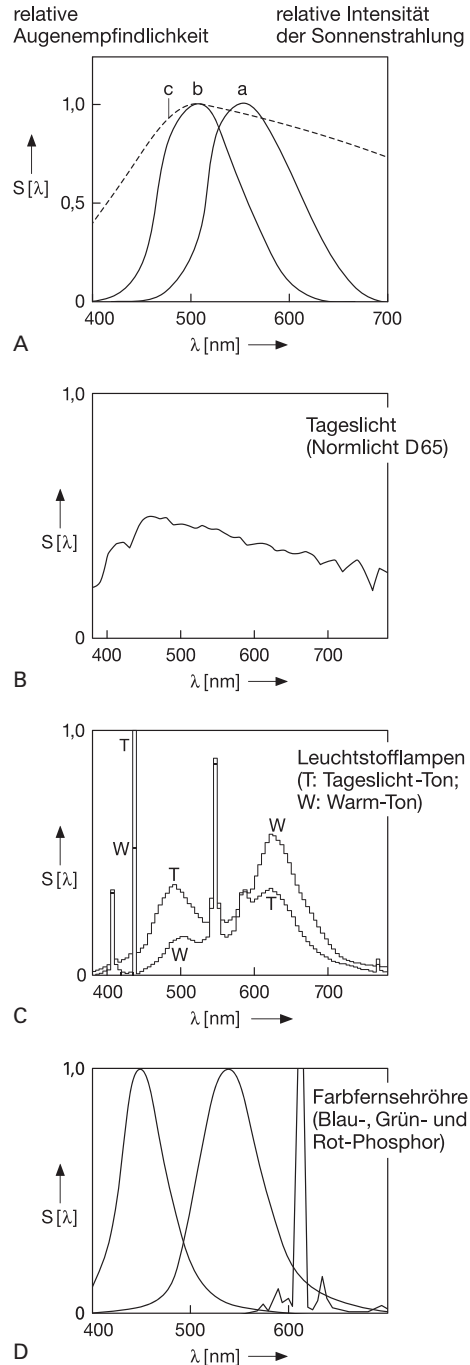 relative
Augenempfindlichkeit
relative Intensität
der Sonnenstrahlung
c b a
1,0
S [λ]
0,5
0
400 500 600 700
λ [nm]
A
1,0
Tageslicht
(Normlicht D65)
S [λ]
0
400 500 600 700
λ [nm]
B
1,0
T
Leuchtstofflampen
(T: Tageslicht-Ton;
W: Warm-Ton)
W
W
T
S [λ]
T
W
0
400 500 600 700
λ [nm]
C
1,0
Farbfernsehröhre
(Blau-, Grün- und
Rot-Phosphor)
S [λ]
0
400 500 600
λ [nm]
D